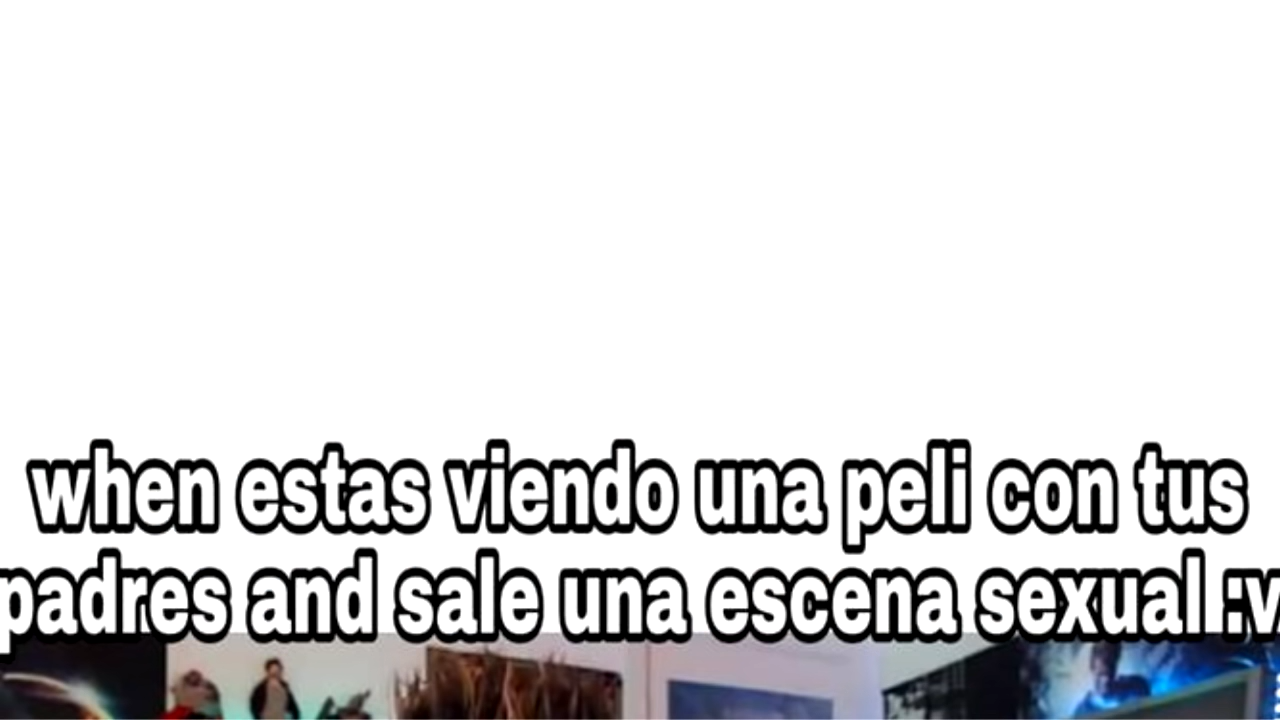 when estas viendo una peli con tus
padres and sale una escena sexual :v